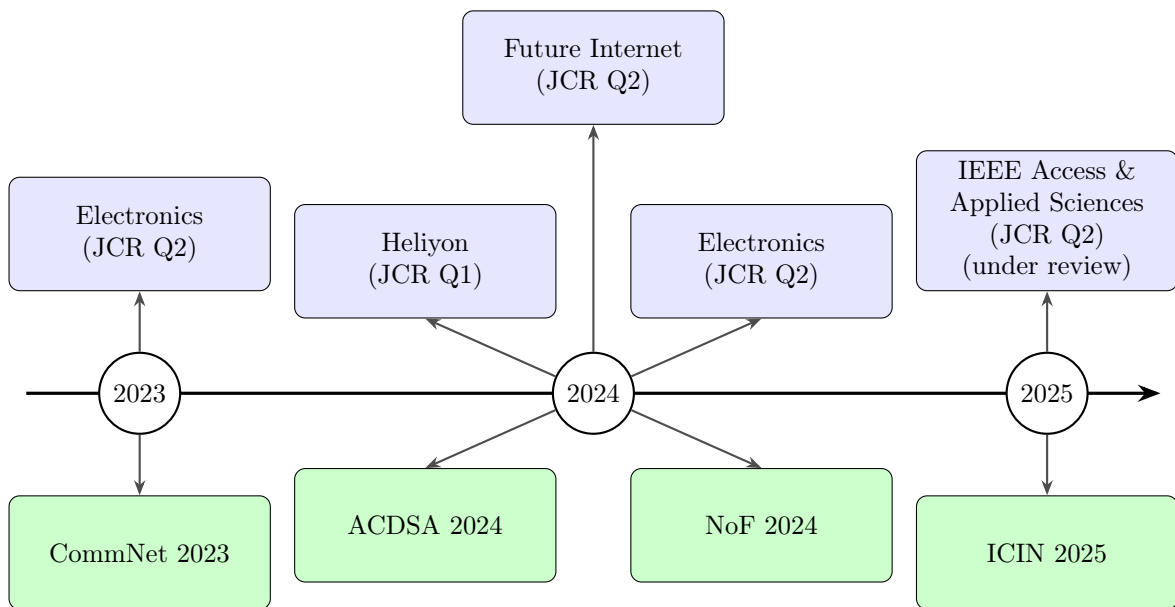 Future Internet
(JCR Q2)
Electronics
(JCR Q2)
Heliyon
(JCR Q1)
Electronics
(JCR Q2)
IEEE Access &
Applied Sciences
(JCR Q2)
(under review)
2023
2024
2025
CommNet 2023
ACDSA 2024
NoF 2024
ICIN 2025